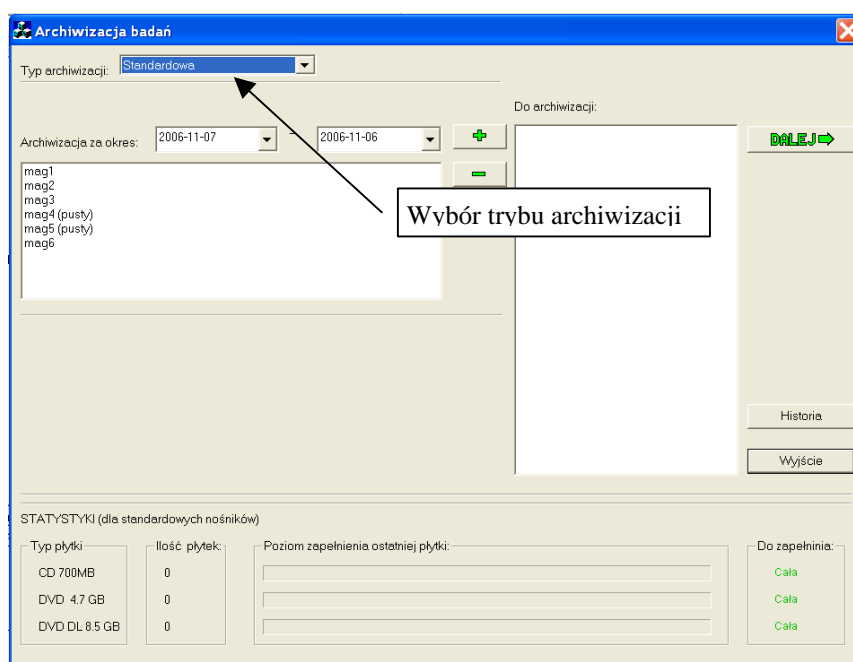 Archiwizacja badań
Typ archiwizacji: Standardowa
Do archiwizacji:
Archiwizacja za okres: 2006-11-07 - 2006-11-06
DALEJ
mag1
mag2
mag3
mag4 (pusty)
mag5 (pusty)
mag6
Wybór trybu archiwizacji
Historia
Wyjście
STATYSTYKI (dla standardowych nośników)
Typ płytki Ilość płytek: Poziom zapełnienia ostatniej płytki: Do zapełninia:
CD 700MB 0 Cała
DVD 4.7 GB 0 Cała
DVD DL 8.5 GB 0 Cała